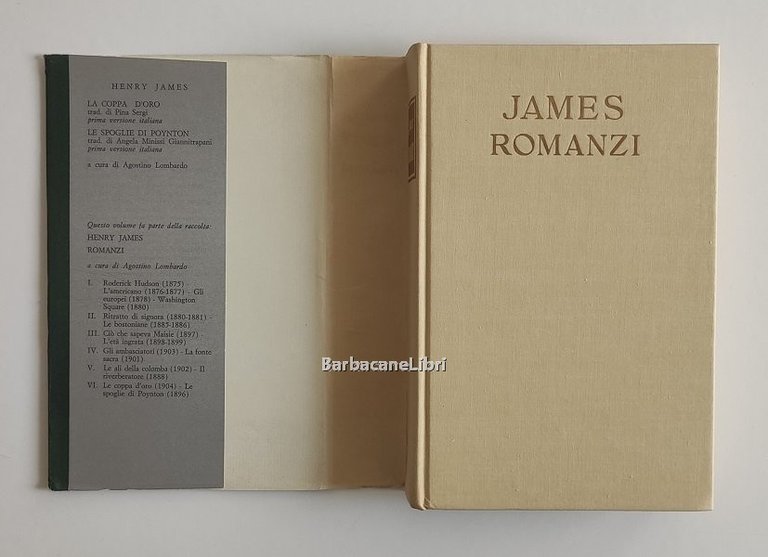 HENRY JAMES
LA COPPA D'ORO
trad. di Pina Sergi
prima versione italiana
LE SPOGLIE DI POYNTON
trad. di Angela Minissi Giannitrapani
prima versione italiana
a cura di Agostino Lombardo
Questo volume fa parte della raccolta:
HENRY JAMES
ROMANZI
a cura di Agostino Lombardo
I. Roderick Hudson (1875) -
L'americano (1876-1877) - Gli
europei (1878) - Washington
Square (1880)
II. Ritratto di signora (1880-1881) -
Le bostoniane (1885-1886)
III. Ciò che sapeva Maisie (1897) -
L'età ingrata (1898-1899)
IV. Gli ambasciatori (1903) - La fonte
sacra (1901)
V. Le ali della colomba (1902) - Il
riverberatore (1888)
VI. Le coppa d'oro (1904) - Le
spoglie di Poynton (1896)
JAMES
ROMANZI
BarbacaneLibri